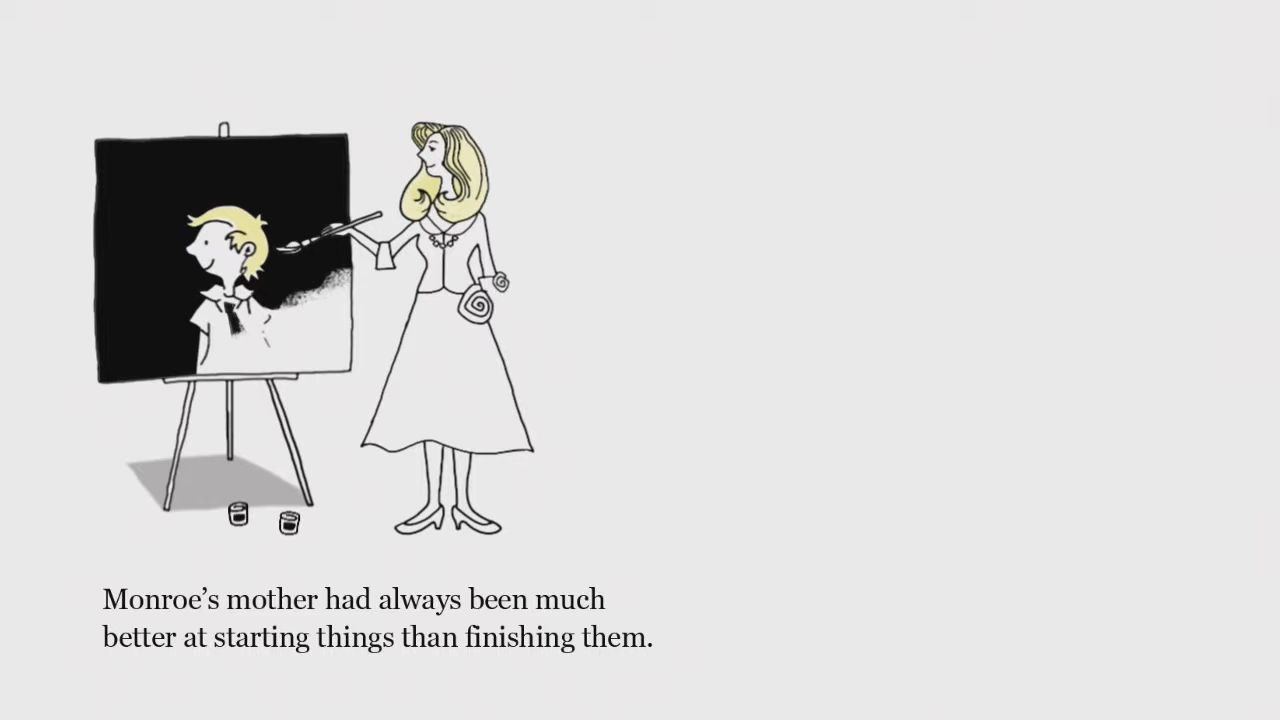 Monroe’s mother had always been much
better at starting things than finishing them.